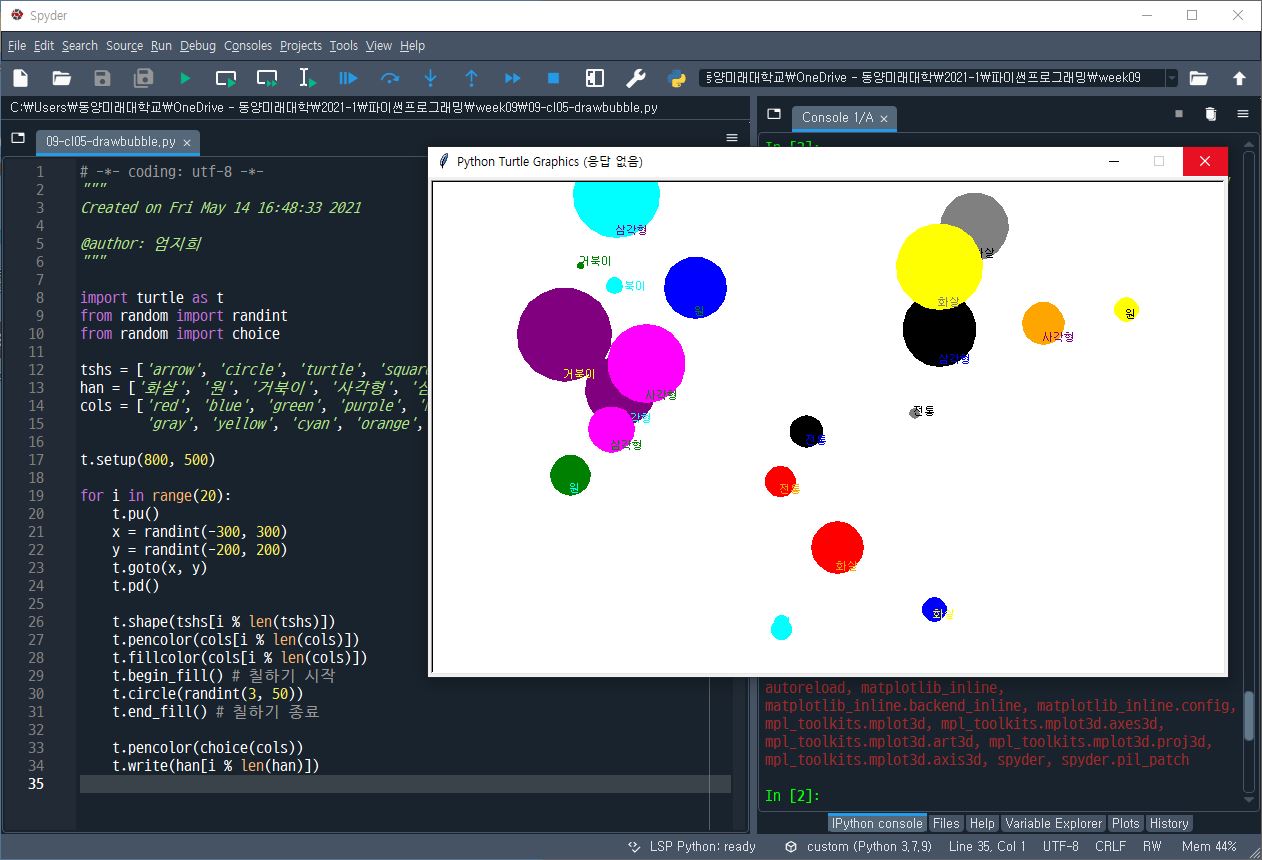 Spyder
File Edit Search Source Run Debug Consoles Projects Tools View Help
동양미래대학교₩OneDrive - 동양미래대학₩2021-1₩파이썬프로그래밍₩week09
C:₩Users₩동양미래대학교₩OneDrive - 동양미래대학₩2021-1₩파이썬프로그래밍₩week09₩09-cl05-drawbubble.py
09-cl05-drawbubble.py
1 # -*- coding: utf-8 -*-
2 """
3 Created on Fri May 14 16:48:33 2021
4
5 @author: 엄지희
6 """
7
8 import turtle as t
9 from random import randint
10 from random import choice
11
12 tshs = ['arrow', 'circle', 'turtle', 'squar
13 han = ['화살', '원', '거북이', '사각형',
14 cols = ['red', 'blue', 'green', 'purple',
15 'gray', 'yellow', 'cyan', 'orange',
16
17 t.setup(800, 500)
18
19 for i in range(20):
20 t.pu()
21 x = randint(-300, 300)
22 y = randint(-200, 200)
23 t.goto(x, y)
24 t.pd()
25
26 t.shape(tshs[i % len(tshs)])
27 t.pencolor(cols[i % len(cols)])
28 t.fillcolor(cols[i % len(cols)])
29 t.begin_fill() # 칠하기 시작
30 t.circle(randint(3, 50))
31 t.end_fill() # 칠하기 종료
32
33 t.pencolor(choice(cols))
34 t.write(han[i % len(han)])
35
Console 1/A
Python Turtle Graphics (응답 없음)
삼각형
거북이
북이
원
화살
삼각형
사각형
원
거북이
사각형
각형
삼각형
원
전통
전통
전통
화살
화살
autoreload, matplotlib_inline,
matplotlib_inline.backend_inline, matplotlib_inline.config,
mpl_toolkits.mplot3d, mpl_toolkits.mplot3d.axes3d,
mpl_toolkits.mplot3d.art3d, mpl_toolkits.mplot3d.proj3d,
mpl_toolkits.mplot3d.axis3d, spyder, spyder.pil_patch
In [2]:
IPython console Files Help Variable Explorer Plots History
LSP Python: ready custom (Python 3.7.9) Line 35, Col 1 UTF-8 CRLF RW Mem 44%